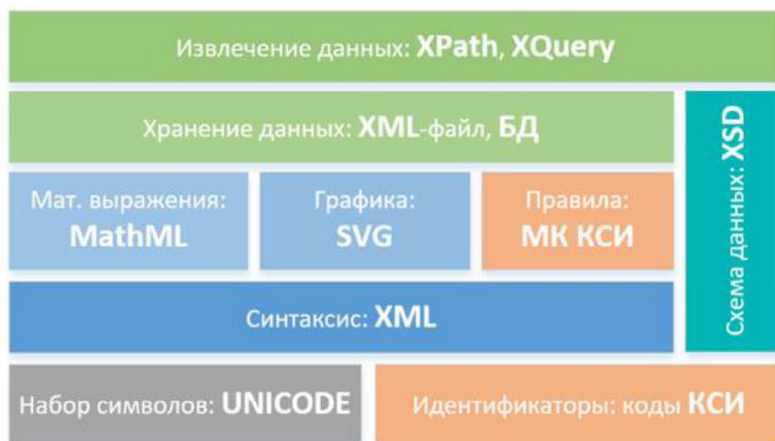 Извлечение данных: XPath, XQuery
Хранение данных: XML-файл, БД
Схема данных: XSD
Мат. выражения:
MathML
Графика:
SVG
Правила:
МК КСИ
Синтаксис: XML
Набор символов: UNICODE
Идентификаторы: коды КСИ